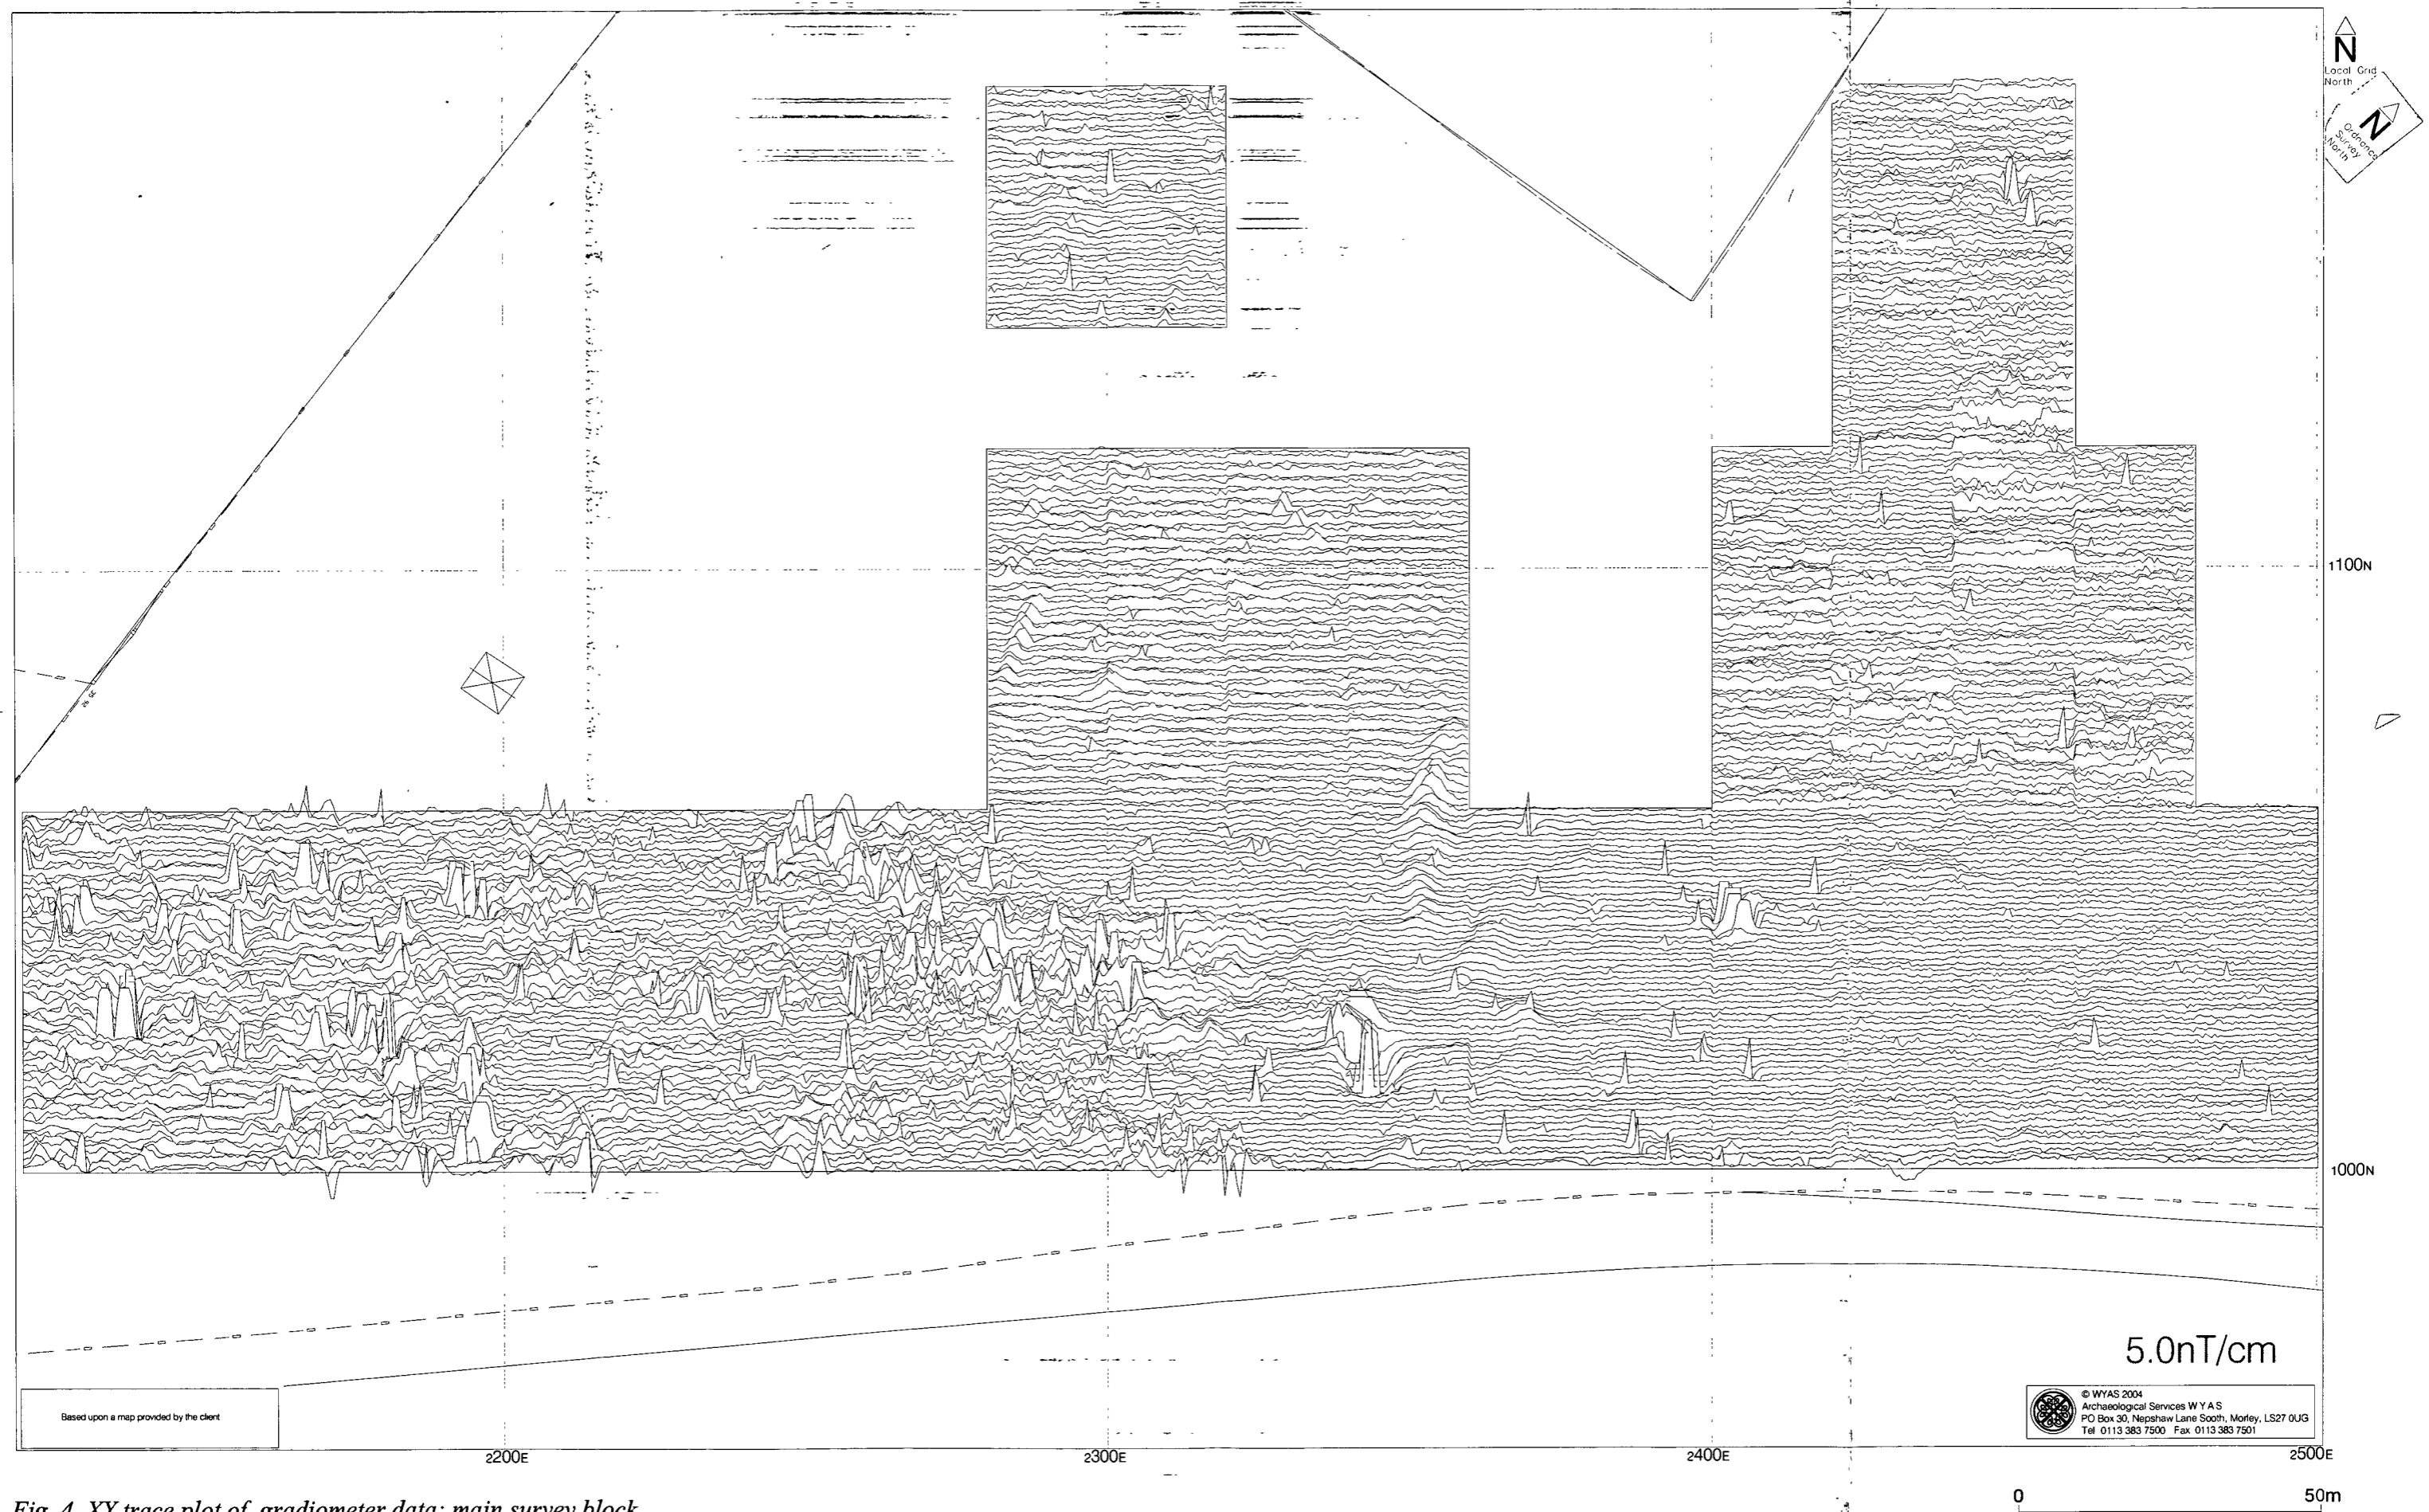 N
Local Grid
North
N
Ordnance
Survey
North
1100N
1000N
5.0nT/cm
Based upon a map provided by the client
© WYAS 2004
Archaeological Services W Y A S
PO Box 30, Nepshaw Lane South, Morley, LS27 0UG
Tel 0113 383 7500 Fax 0113 383 7501
2200E
2300E
2400E
2500E
Fig. 4. XY trace plot of gradiometer data; main survey block
0
50m